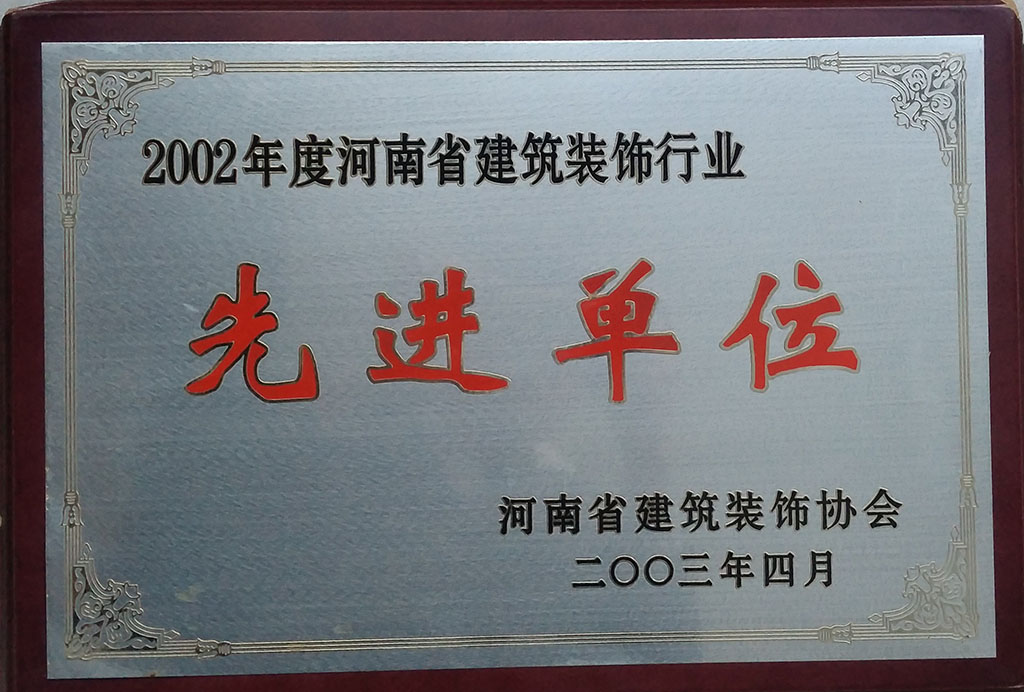 2002年度河南省建筑装饰行业
先进单位
河南省建筑装饰协会
二〇〇三年四月